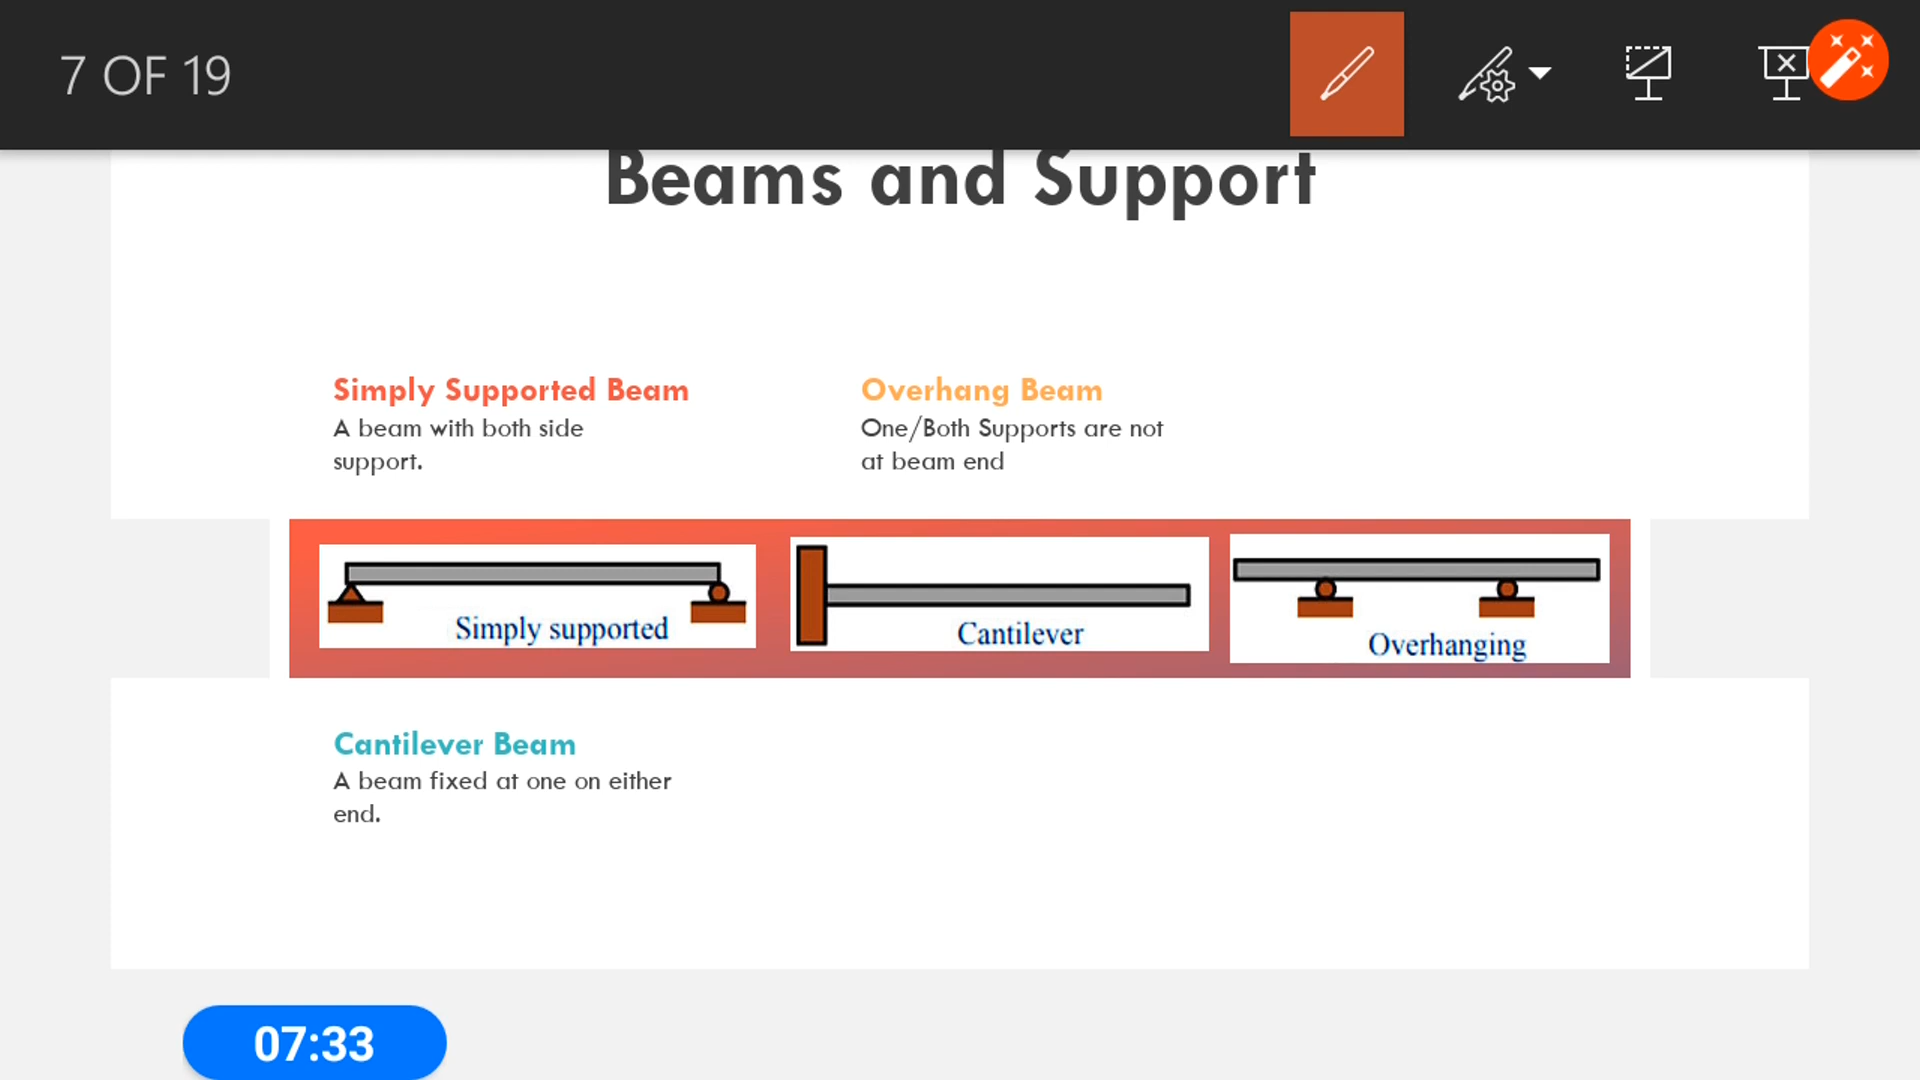 7 OF 19
Beams and Support
Simply Supported Beam
A beam with both side
support.
Overhang Beam
One/Both Supports are not
at beam end
Simply supported
Cantilever
Overhanging
Cantilever Beam
A beam fixed at one on either
end.
07:33